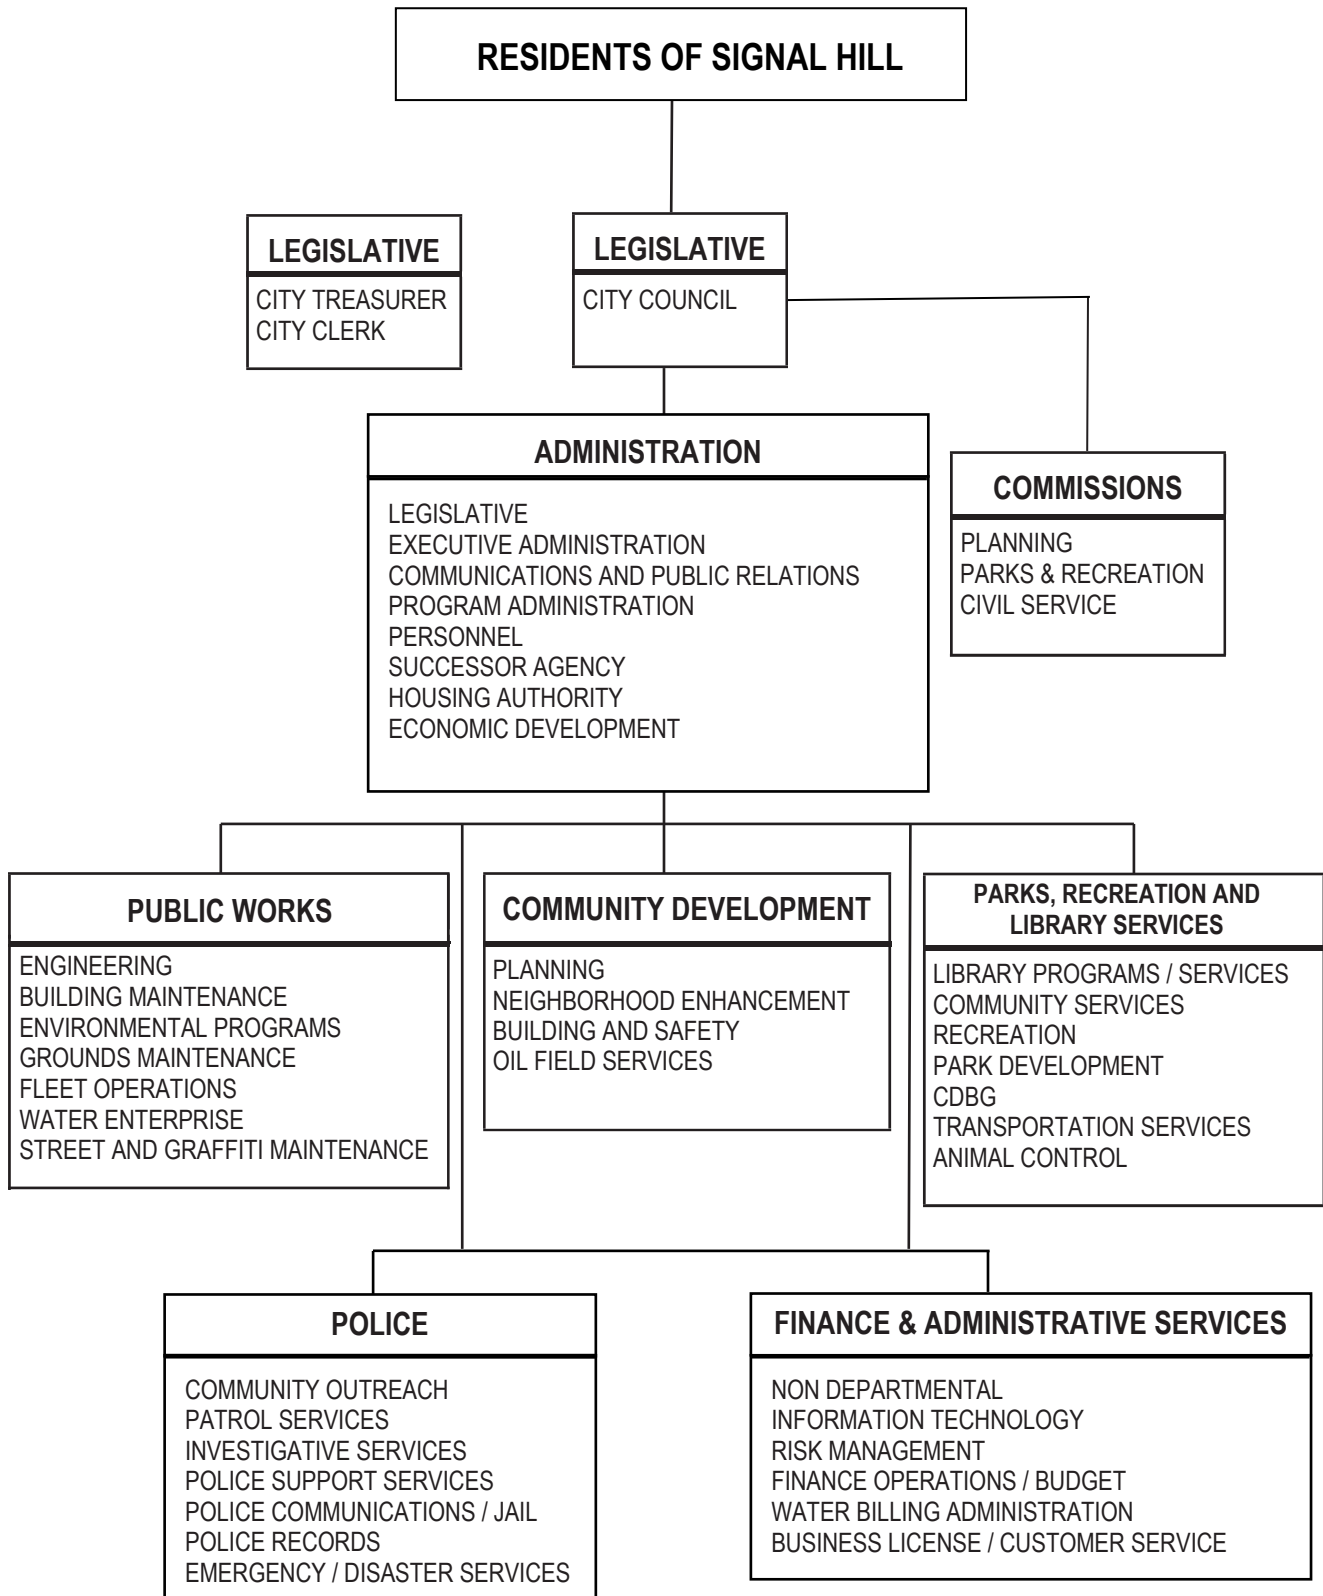 RESIDENTS OF SIGNAL HILL
LEGISLATIVE
CITY TREASURER
CITY CLERK
LEGISLATIVE
CITY COUNCIL
ADMINISTRATION
LEGISLATIVE
EXECUTIVE ADMINISTRATION
COMMUNICATIONS AND PUBLIC RELATIONS
PROGRAM ADMINISTRATION
PERSONNEL
SUCCESSOR AGENCY
HOUSING AUTHORITY
ECONOMIC DEVELOPMENT
COMMISSIONS
PLANNING
PARKS & RECREATION
CIVIL SERVICE
PUBLIC WORKS
ENGINEERING
BUILDING MAINTENANCE
ENVIRONMENTAL PROGRAMS
GROUNDS MAINTENANCE
FLEET OPERATIONS
WATER ENTERPRISE
STREET AND GRAFFITI MAINTENANCE
COMMUNITY DEVELOPMENT
PLANNING
NEIGHBORHOOD ENHANCEMENT
BUILDING AND SAFETY
OIL FIELD SERVICES
PARKS, RECREATION AND
LIBRARY SERVICES
LIBRARY PROGRAMS / SERVICES
COMMUNITY SERVICES
RECREATION
PARK DEVELOPMENT
CDBG
TRANSPORTATION SERVICES
ANIMAL CONTROL
POLICE
COMMUNITY OUTREACH
PATROL SERVICES
INVESTIGATIVE SERVICES
POLICE SUPPORT SERVICES
POLICE COMMUNICATIONS / JAIL
POLICE RECORDS
EMERGENCY / DISASTER SERVICES
FINANCE & ADMINISTRATIVE SERVICES
NON DEPARTMENTAL
INFORMATION TECHNOLOGY
RISK MANAGEMENT
FINANCE OPERATIONS / BUDGET
WATER BILLING ADMINISTRATION
BUSINESS LICENSE / CUSTOMER SERVICE